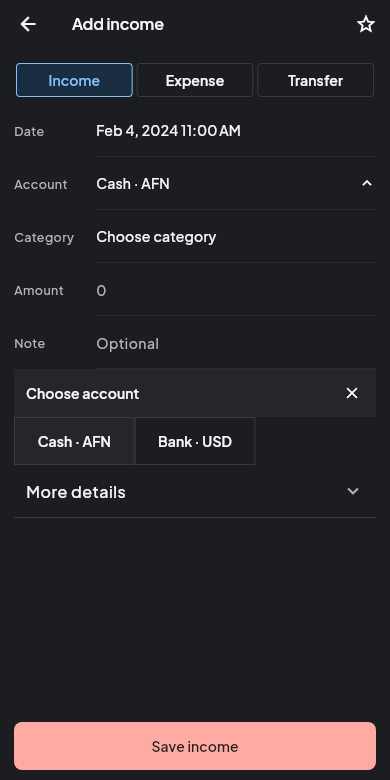 Add income
Income Expense Transfer
Date Feb 4, 2024 11:00 AM
Account Cash · AFN
Category Choose category
Amount 0
Note Optional
Choose account
Cash · AFN Bank · USD
More details
Save income